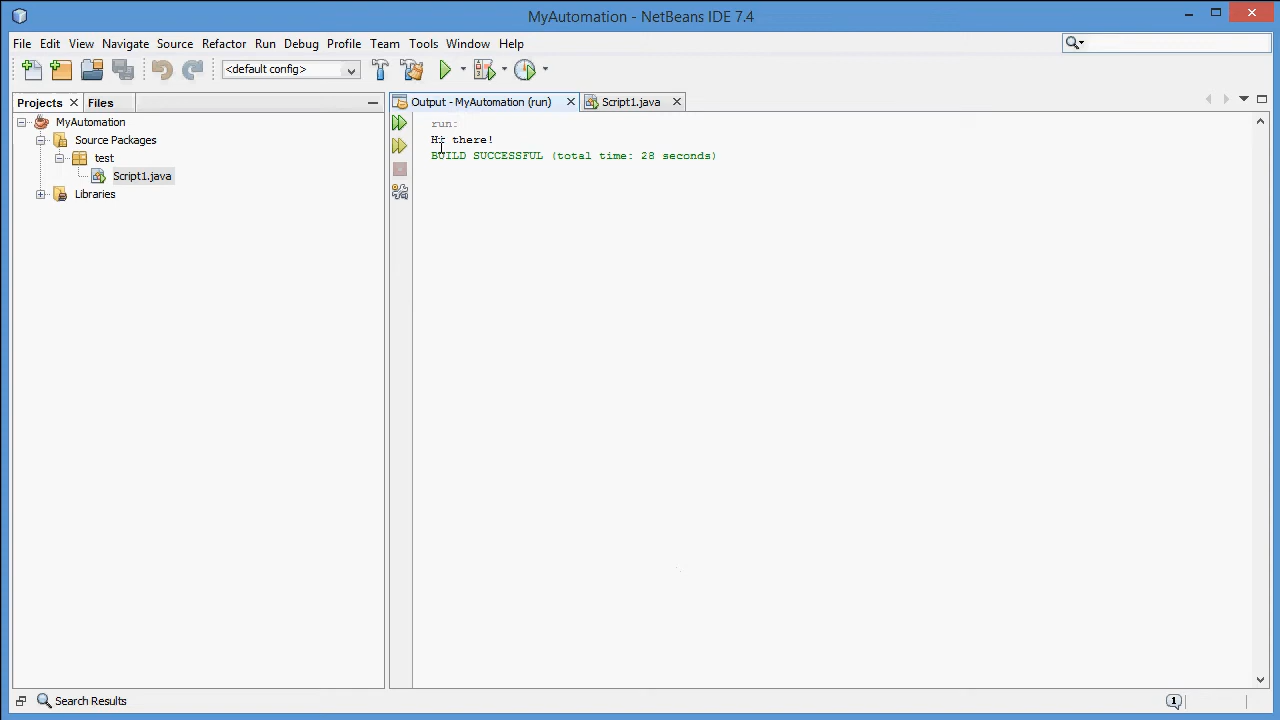 MyAutomation - NetBeans IDE 7.4
File Edit View Navigate Source Refactor Run Debug Profile Team Tools Window Help
<default config>
Projects Files
MyAutomation
Source Packages
test
Script1.java
Libraries
Output - MyAutomation (run) Script1.java
run:
Hi there!
BUILD SUCCESSFUL (total time: 28 seconds)
Search Results
1